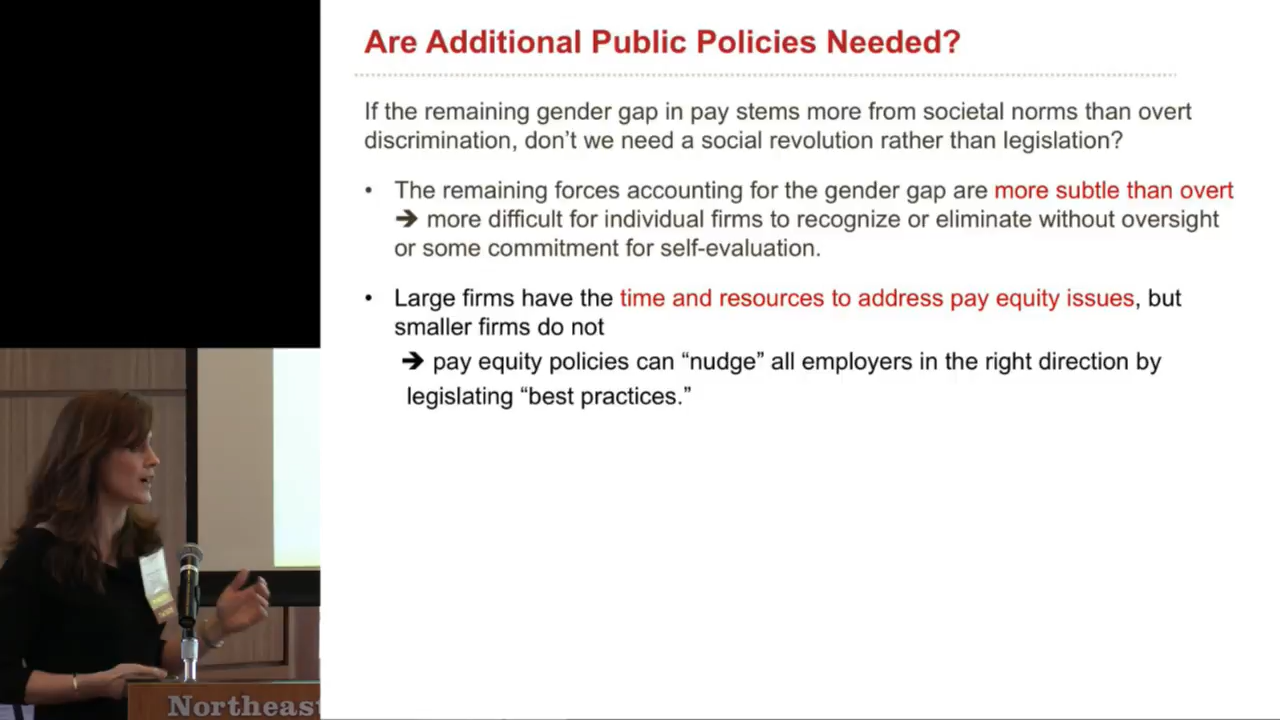 Are Additional Public Policies Needed?
If the remaining gender gap in pay stems more from societal norms than overt
discrimination, don’t we need a social revolution rather than legislation?
• The remaining forces accounting for the gender gap are more subtle than overt
➔ more difficult for individual firms to recognize or eliminate without oversight
or some commitment for self-evaluation.
• Large firms have the time and resources to address pay equity issues, but
smaller firms do not
➔ pay equity policies can “nudge” all employers in the right direction by
legislating “best practices.”
Northeast